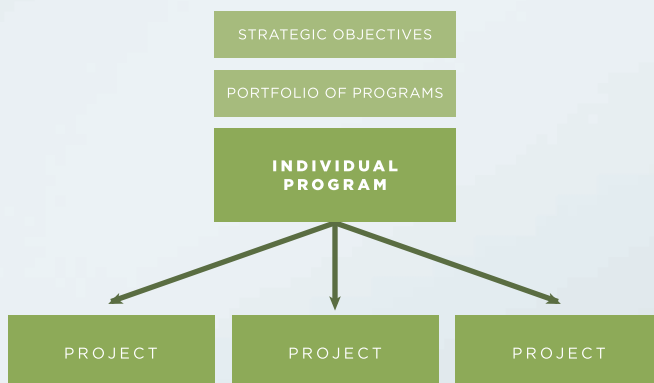 STRATEGIC OBJECTIVES
PORTFOLIO OF PROGRAMS
INDIVIDUAL
PROGRAM
PROJECT
PROJECT
PROJECT